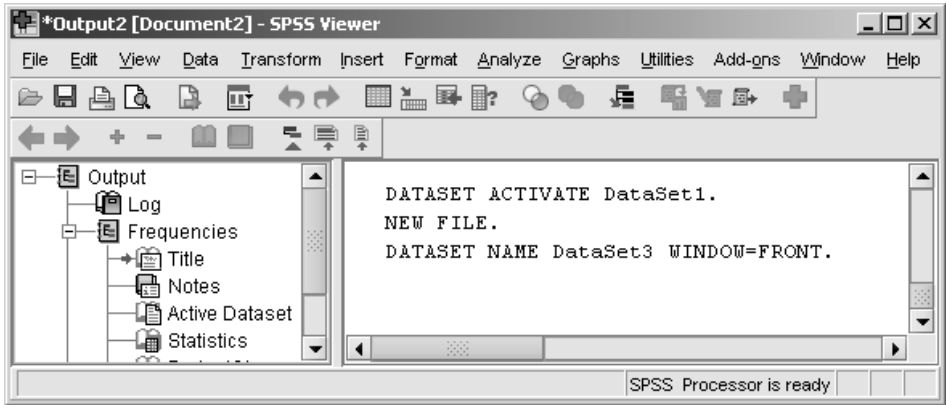 *Output2 [Document2] - SPSS Viewer
File Edit View Data Transform Insert Format Analyze Graphs Utilities Add-ons Window Help
Output
Log
Frequencies
Title
Notes
Active Dataset
Statistics
DATASET ACTIVATE DataSet1.
NEW FILE.
DATASET NAME DataSet3 WINDOW=FRONT.
SPSS Processor is ready